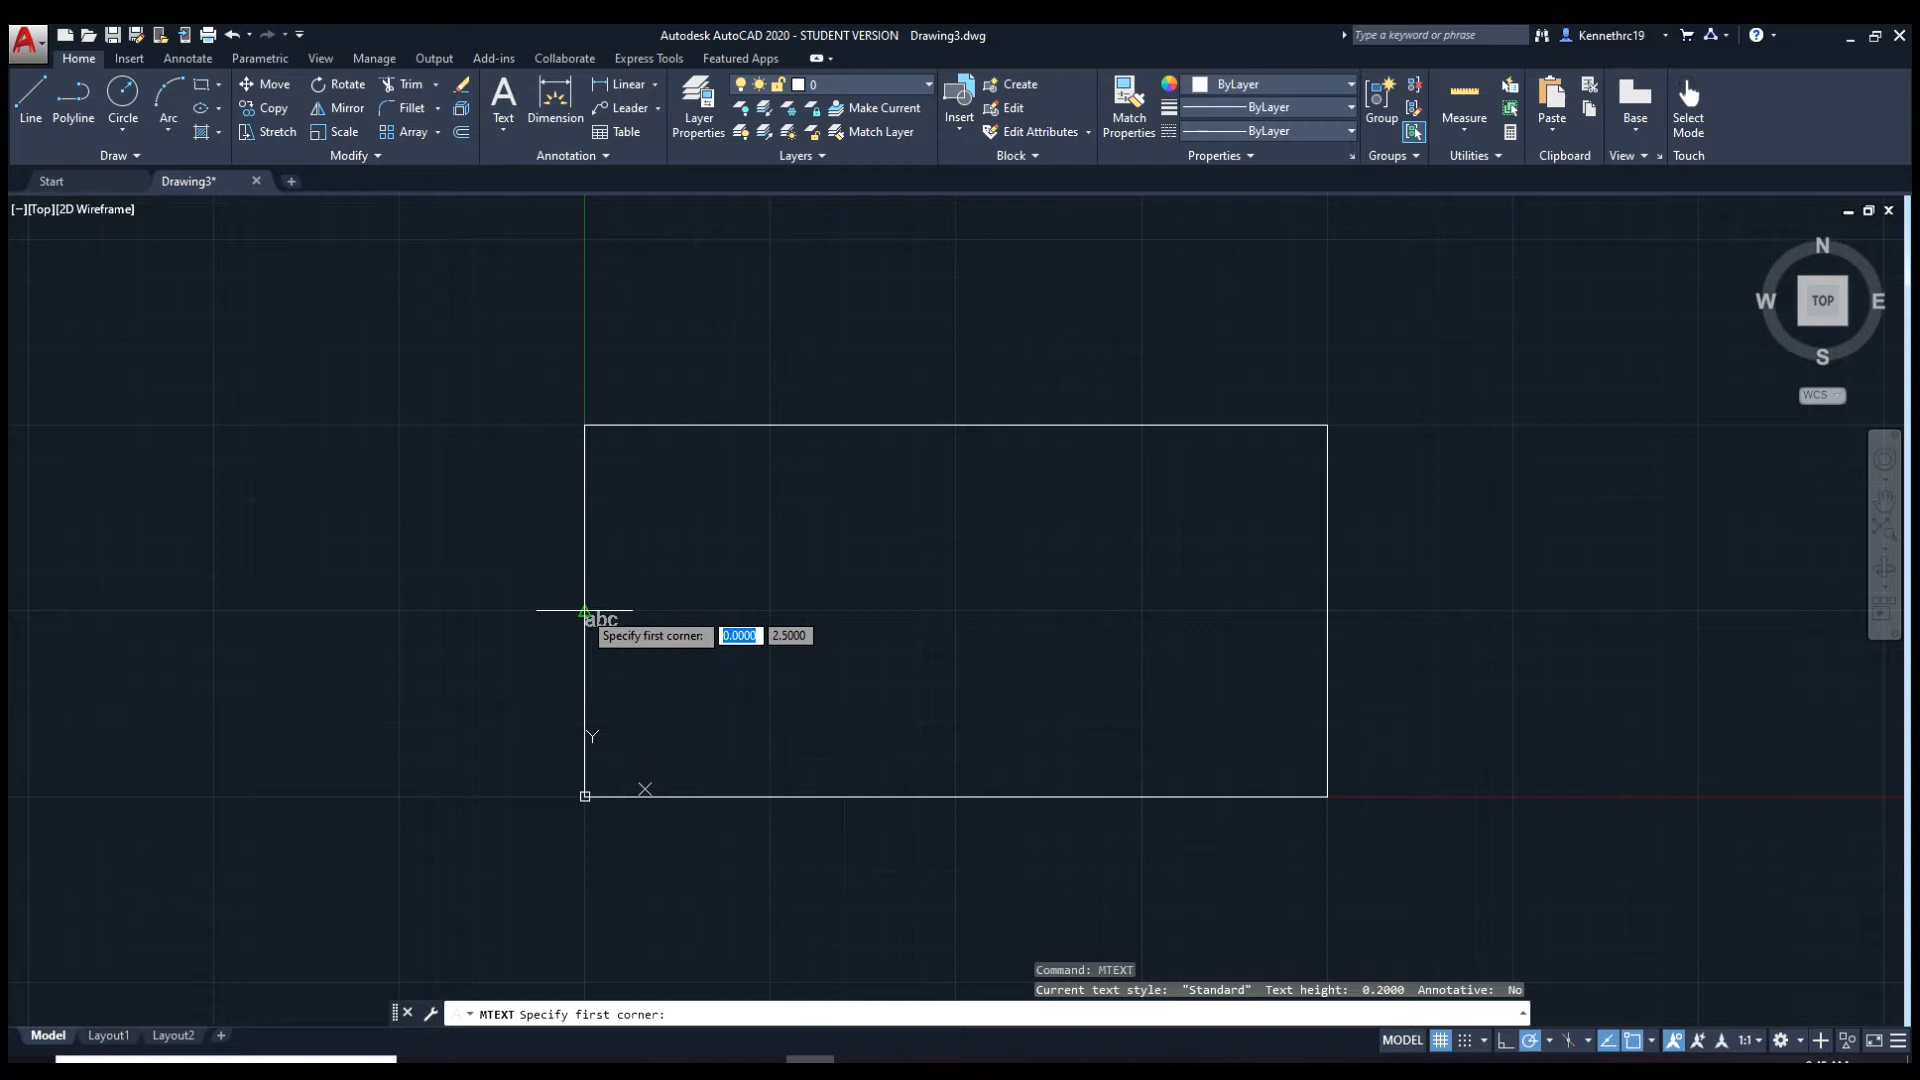 Autodesk AutoCAD 2020 - STUDENT VERSION Drawing3.dwg
Type a keyword or phrase
Kennethrc19
Home Insert Annotate Parametric View Manage Output Add-ins Collaborate Express Tools Featured Apps
Line Polyline Circle Arc
Move Rotate Trim
Copy Mirror Fillet
Stretch Scale Array
Text Dimension
Linear
Leader
Table
Layer Properties
0
Make Current
Match Layer
Insert
Create
Edit
Edit Attributes
Match Properties
ByLayer
ByLayer
ByLayer
Group
Measure
Paste
Base
Select Mode
Draw Modify Annotation Layers Block Properties Groups Utilities Clipboard View Touch
Start Drawing3*
[−][Top][2D Wireframe]
N
W TOP E
S
WCS
abc
Specify first corner: 0.0000 2.5000
Y
X
Command: MTEXT
Current text style: "Standard" Text height: 0.2000 Annotative: No
MTEXT Specify first corner:
Model Layout1 Layout2 +
MODEL 1:1